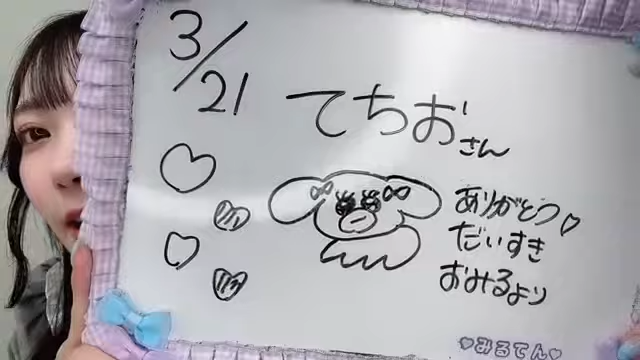 3/21
てちおさん
ありがとう♡
だいすき
おみるより
♡みるてん♡